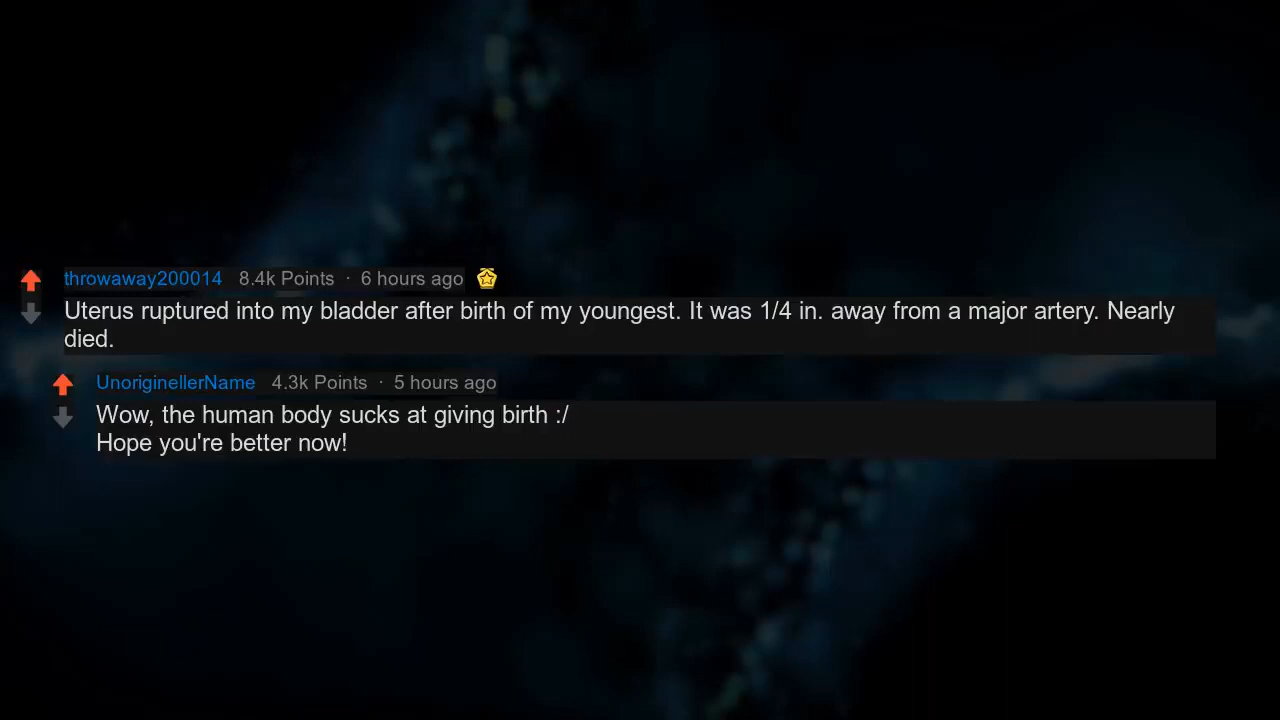 throwaway200014 8.4k Points · 6 hours ago
Uterus ruptured into my bladder after birth of my youngest. It was 1/4 in. away from a major artery. Nearly
died.
UnoriginellerName 4.3k Points · 5 hours ago
Wow, the human body sucks at giving birth :/
Hope you're better now!